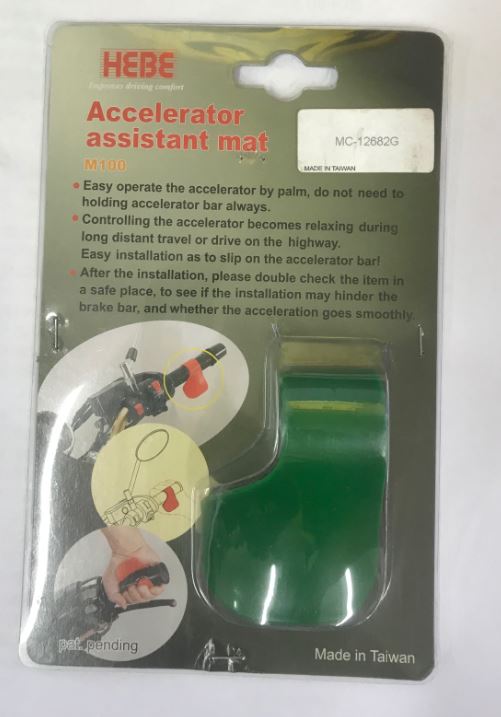 HEBE
Improves driving comfort
Accelerator
assistant mat
M100
MC-12682G
MADE IN TAIWAN
• Easy operate the accelerator by palm, do not need to
holding accelerator bar always.
• Controlling the accelerator becomes relaxing during
long distant travel or drive on the highway.
Easy installation as to slip on the accelerator bar!
• After the installation, please double check the item in
a safe place, to see if the installation may hinder the
brake bar, and whether the acceleration goes smoothly.
pat. pending
Made in Taiwan